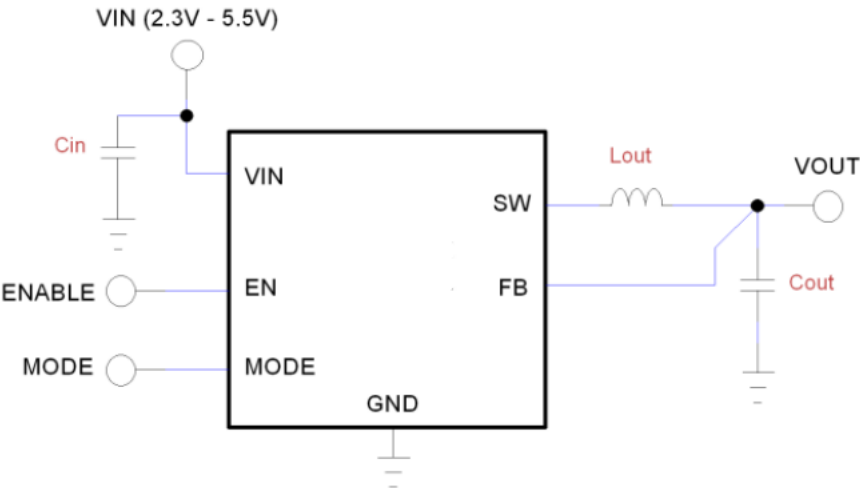 VIN (2.3V - 5.5V)
Cin
Lout
VOUT
VIN
SW
ENABLE
EN
FB
Cout
MODE
MODE
GND